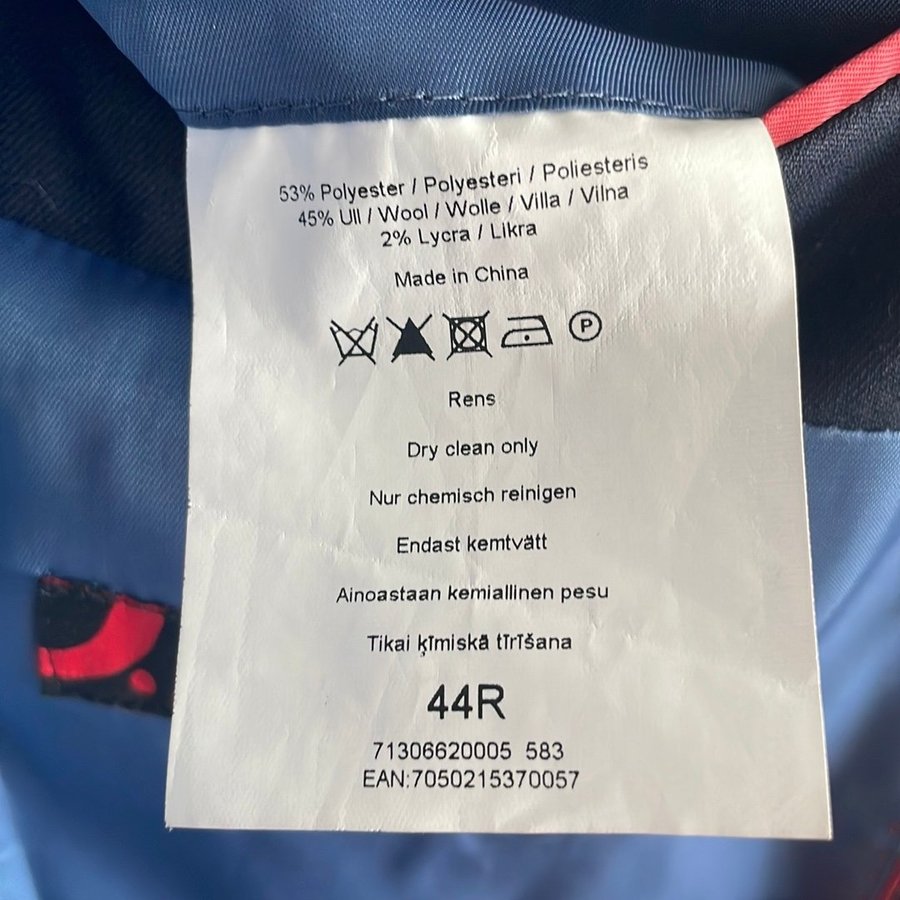 53% Polyester / Polyesteri / Poliesteris
45% Ull / Wool / Wolle / Villa / Vilna
2% Lycra / Likra
Made in China
P
Rens
Dry clean only
Nur chemisch reinigen
Endast kemtvätt
Ainoastaan kemiallinen pesu
Tikai ķīmiskā tīrīšana
44R
71306620005 583
EAN:7050215370057